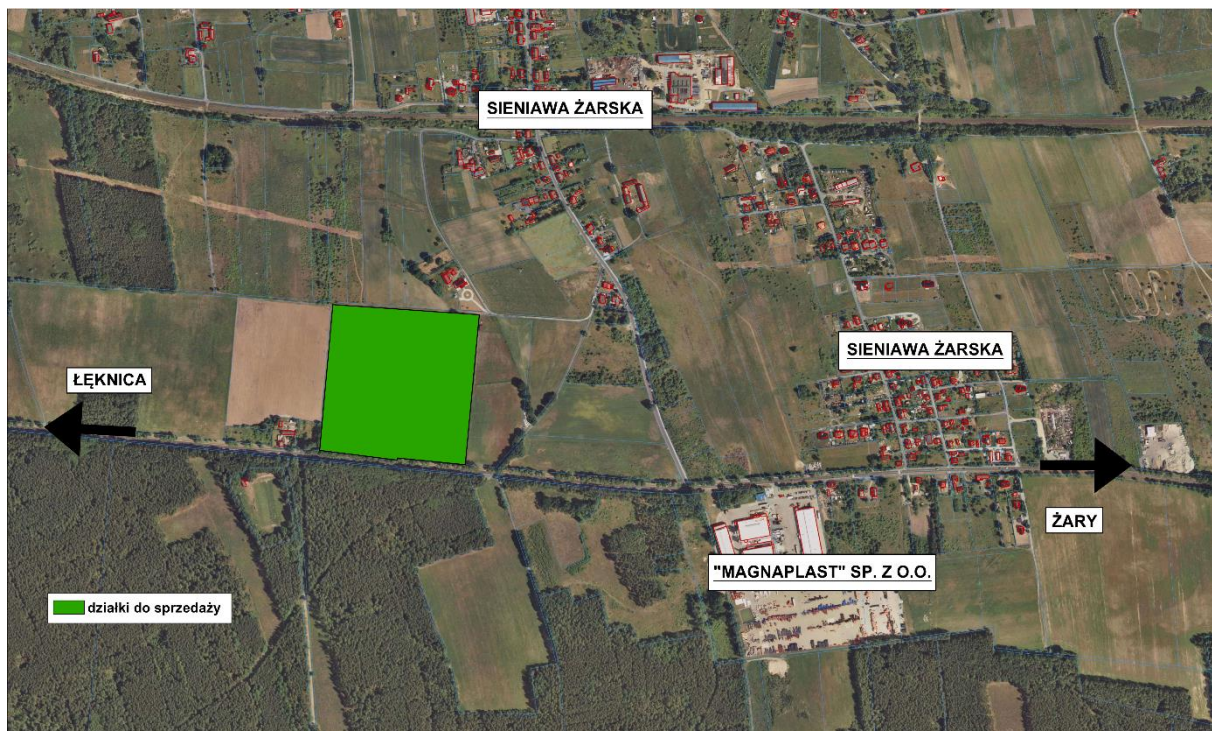 SIENIAWA ŻARSKA
SIENIAWA ŻARSKA
ŁĘKNICA
ŻARY
"MAGNAPLAST" SP. Z O.O.
działki do sprzedaży